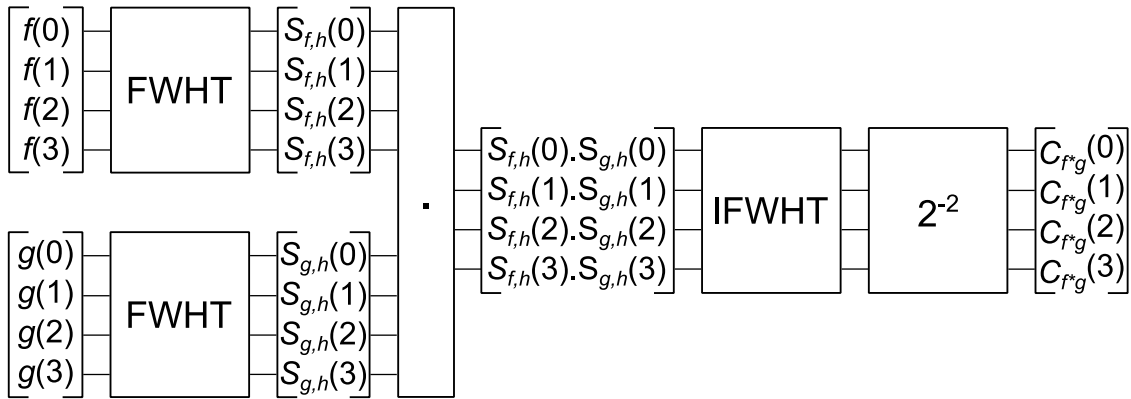 f(0)
f(1)
f(2)
f(3)
FWHT
S_{f,h}(0)
S_{f,h}(1)
S_{f,h}(2)
S_{f,h}(3)
g(0)
g(1)
g(2)
g(3)
FWHT
S_{g,h}(0)
S_{g,h}(1)
S_{g,h}(2)
S_{g,h}(3)
.
S_{f,h}(0).S_{g,h}(0)
S_{f,h}(1).S_{g,h}(1)
S_{f,h}(2).S_{g,h}(2)
S_{f,h}(3).S_{g,h}(3)
IFWHT
2^{-2}
C_{f*g}(0)
C_{f*g}(1)
C_{f*g}(2)
C_{f*g}(3)